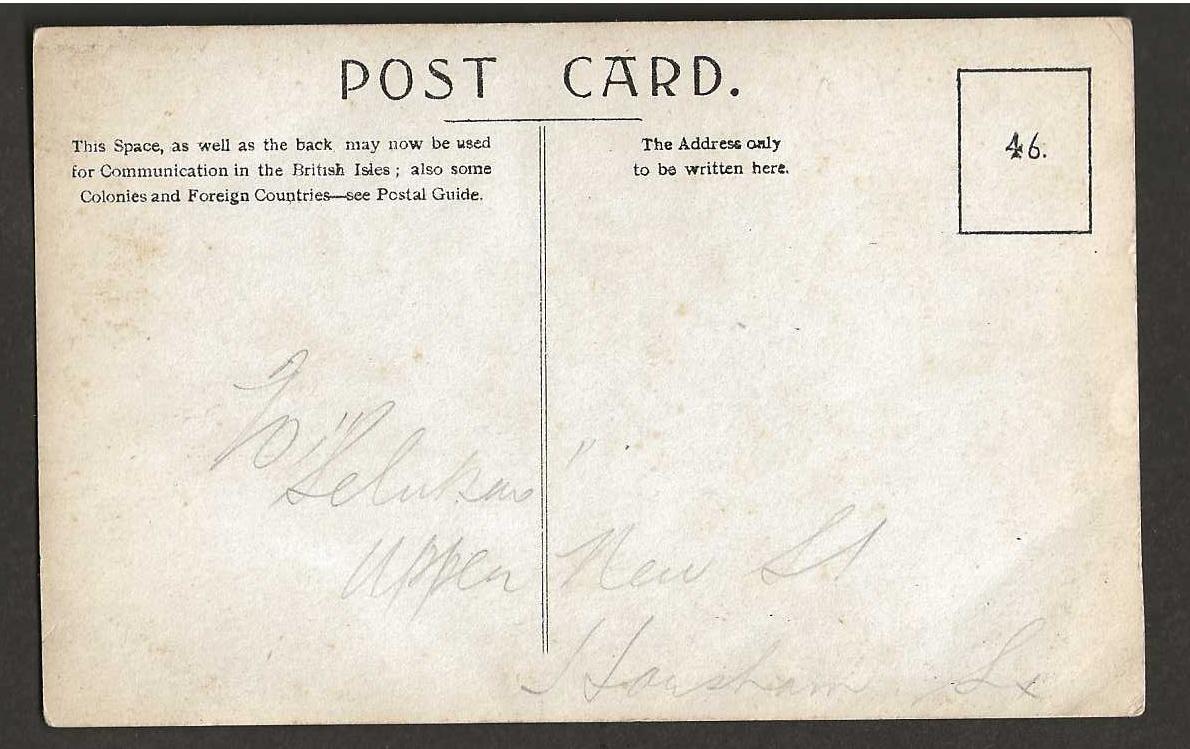 POST CARD.
This Space, as well as the back may now be used
for Communication in the British Isles ; also some
Colonies and Foreign Countries—see Postal Guide.
The Address only
to be written here.
46.
To
Upper New St
Horsham Sx